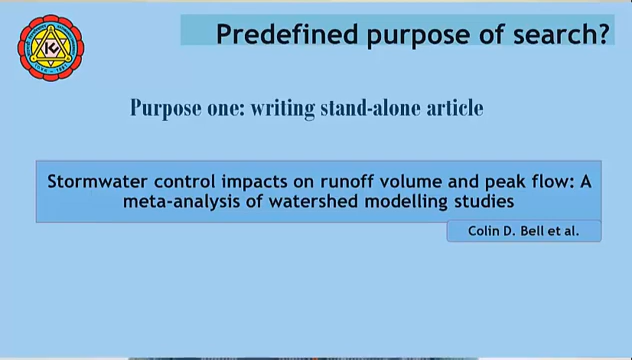 Predefined purpose of search?
Purpose one: writing stand-alone article
Stormwater control impacts on runoff volume and peak flow: A
meta-analysis of watershed modelling studies
Colin D. Bell et al.